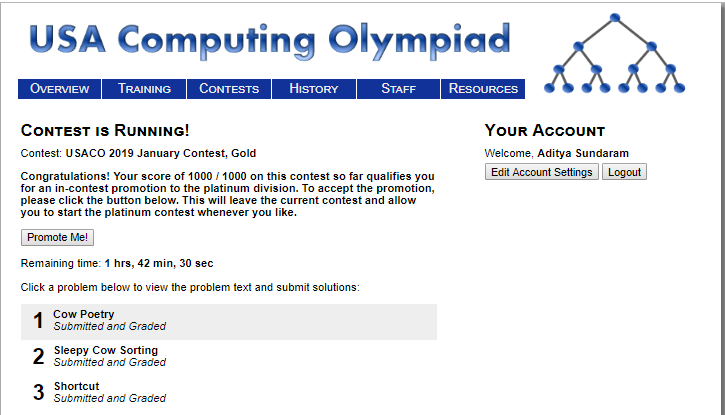 USA Computing Olympiad
Overview Training Contests History Staff Resources
Contest is Running!
Contest: USACO 2019 January Contest, Gold
Congratulations! Your score of 1000 / 1000 on this contest so far qualifies
you for an in-contest promotion to the platinum division. To accept the promotion,
please click the button below. This will leave the current contest and allow
you to start the platinum contest whenever you like.
Promote Me!
Remaining time: 1 hrs, 42 min, 30 sec
Click a problem below to view the problem text and submit solutions:
1 Cow Poetry
Submitted and Graded
2 Sleepy Cow Sorting
Submitted and Graded
3 Shortcut
Submitted and Graded
Your Account
Welcome, Aditya Sundaram
Edit Account Settings Logout